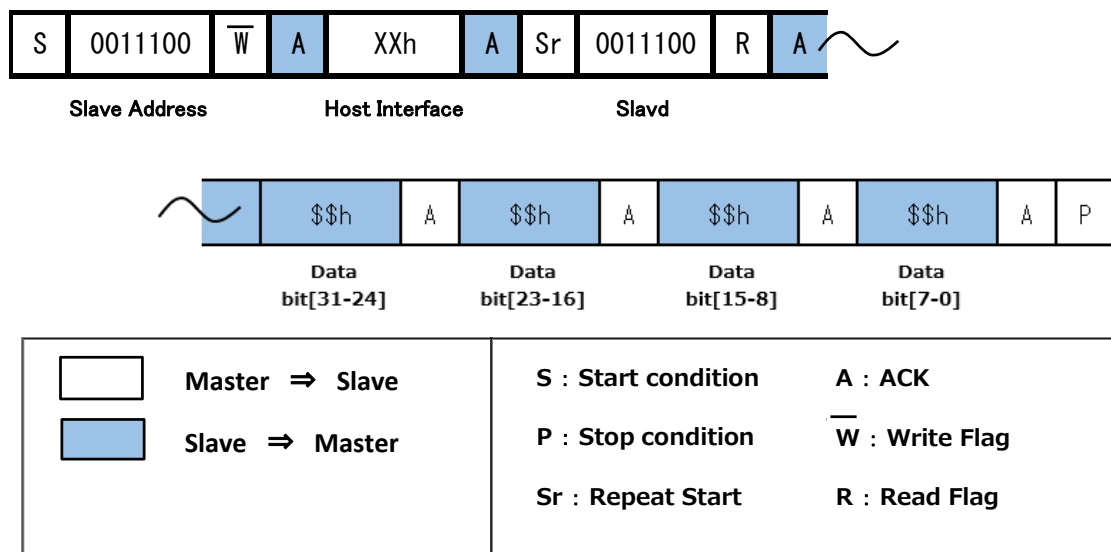 S 0011100 W̅ A XXh A Sr 0011100 R A
Slave Address Host Interface Slavd
$$h A $$h A $$h A $$h A P
Data Data Data Data
bit[31-24] bit[23-16] bit[15-8] bit[7-0]
Master ⇒ Slave
Slave ⇒ Master
S : Start condition A : ACK
P : Stop condition W̅ : Write Flag
Sr : Repeat Start R : Read Flag